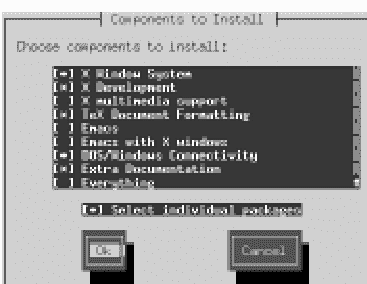 Components to Install
Choose components to install:
[*] X Window System
[*] X Development
[ ] X multimedia support
[*] TeX Document Formatting
[ ] Emacs
[ ] Emacs with X windows
[*] DOS/Windows Connectivity
[*] Extra Documentation
[ ] Everything
[*] Select individual packages
Ok
Cancel